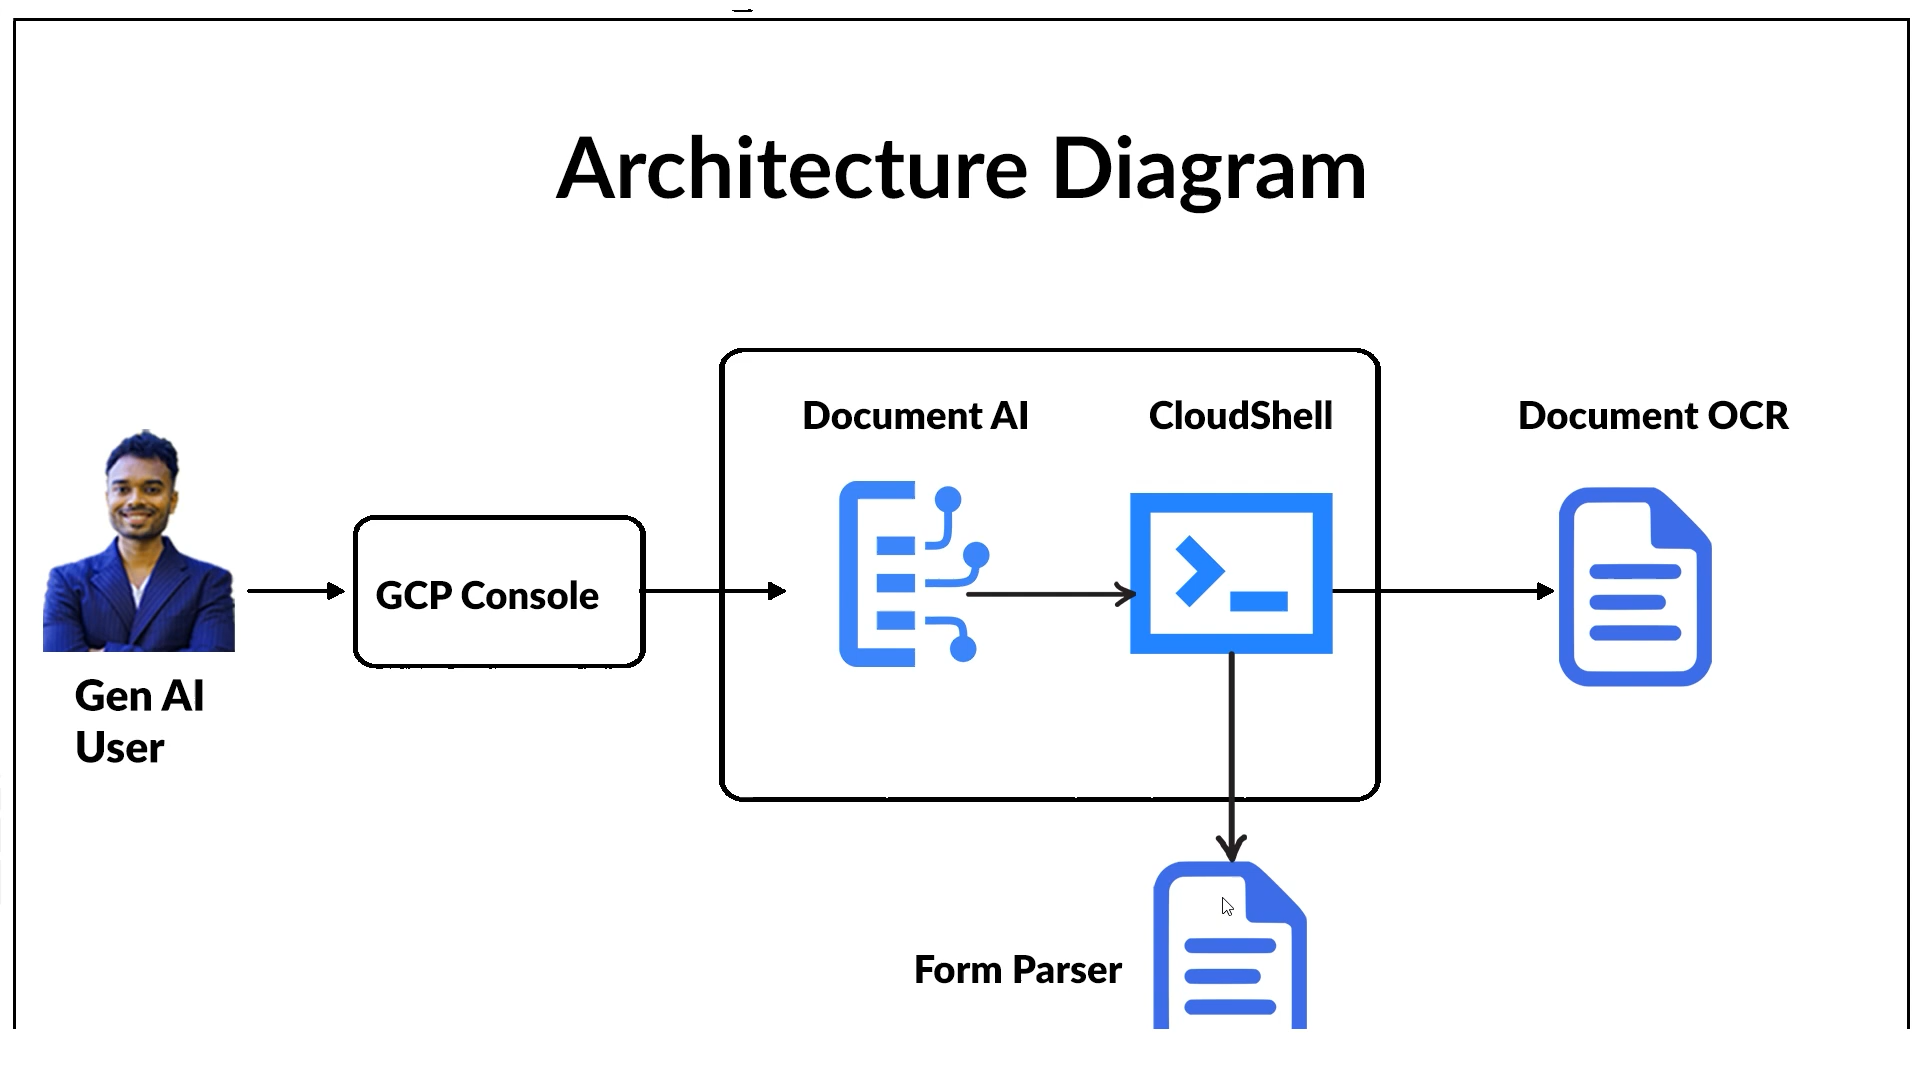 Architecture Diagram
Document AI
CloudShell
Document OCR
GCP Console
Gen AI
User
Form Parser